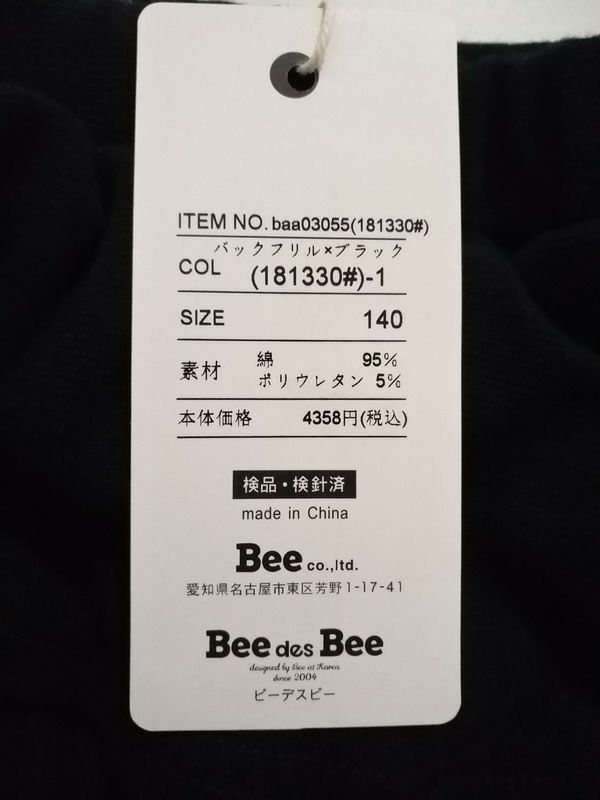 ITEM NO. baa03055(181330#)
バックフリル×ブラック
COL (181330#)-1
SIZE 140
素材 綿 95%
ポリウレタン 5%
本体価格 4358円(税込)
検品・検針済
made in China
Bee co.,ltd.
愛知県名古屋市東区芳野1-17-41
Bee des Bee
designed by Bee at Korea
since 2004
ビーデスビー